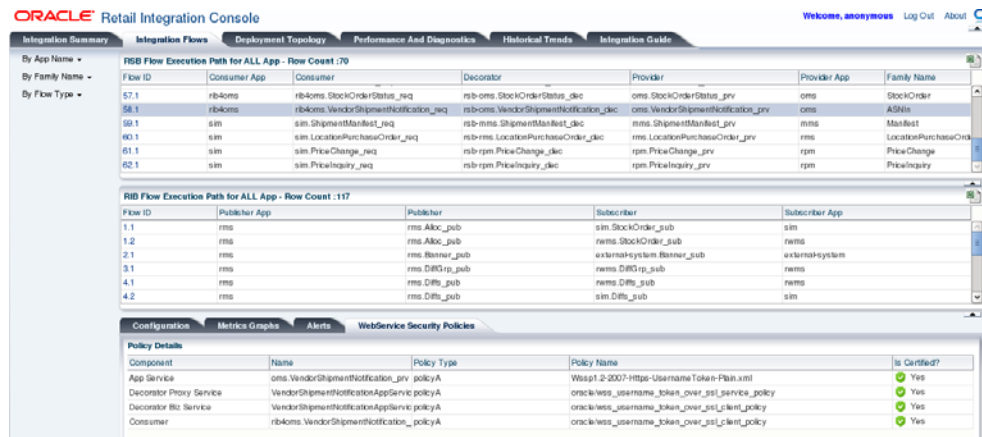 ORACLE® Retail Integration Console
Welcome, anonymous Log Out About
Integration Summary Integration Flows Deployment Topology Performance And Diagnostics Historical Trends Integration Guide
By App Name
By Family Name
By Flow Type
RSB Flow Execution Path for ALL App - Row Count :70
Flow ID Consumer App Consumer Decorator Provider Provider App Family Name
57.1 rib4oms rib4oms.StockOrderStatus_req rsb-oms.StockOrderStatus_dec oms.StockOrderStatus_prv oms StockOrder
58.1 rib4oms rib4oms.VendorShipmentNotification_req rsb-oms.VendorShipmentNotification_dec oms.VendorShipmentNotification_prv oms ASNIn
59.1 sim sim.ShipmentManifest_req rsb-mms.ShipmentManifest_dec mms.ShipmentManifest_prv mms Manifest
60.1 sim sim.LocationPurchaseOrder_req rsb-rms.LocationPurchaseOrder_dec rms.LocationPurchaseOrder_prv rms LocationPurchaseOrd
61.1 sim sim.PriceChange_req rsb-rpm.PriceChange_dec rpm.PriceChange_prv rpm PriceChange
62.1 sim sim.PriceInquiry_req rsb-rpm.PriceInquiry_dec rpm.PriceInquiry_prv rpm PriceInquiry
RIB Flow Execution Path for ALL App - Row Count :117
Flow ID Publisher App Publisher Subscriber Subscriber App
1.1 rms rms.Alloc_pub sim.StockOrder_sub sim
1.2 rms rms.Alloc_pub rwms.StockOrder_sub rwms
2.1 rms rms.Banner_pub external-system.Banner_sub external-system
3.1 rms rms.DiffGrp_pub rwms.DiffGrp_sub rwms
4.1 rms rms.Diffs_pub rwms.Diffs_sub rwms
4.2 rms rms.Diffs_pub sim.Diffs_sub sim
Configuration Metrics Graphs Alerts WebService Security Policies
Policy Details
Component Name Policy Type Policy Name Is Certified?
App Service oms.VendorShipmentNotification_prv policyA Wssp1.2-2007-Https-UsernameToken-Plain.xml Yes
Decorator Proxy Service VendorShipmentNotificationAppServic policyA oracle/wss_username_token_over_ssl_service_policy Yes
Decorator Biz Service VendorShipmentNotificationAppServic policyA oracle/wss_username_token_over_ssl_client_policy Yes
Consumer rib4oms.VendorShipmentNotification_ policyA oracle/wss_username_token_over_ssl_client_policy Yes